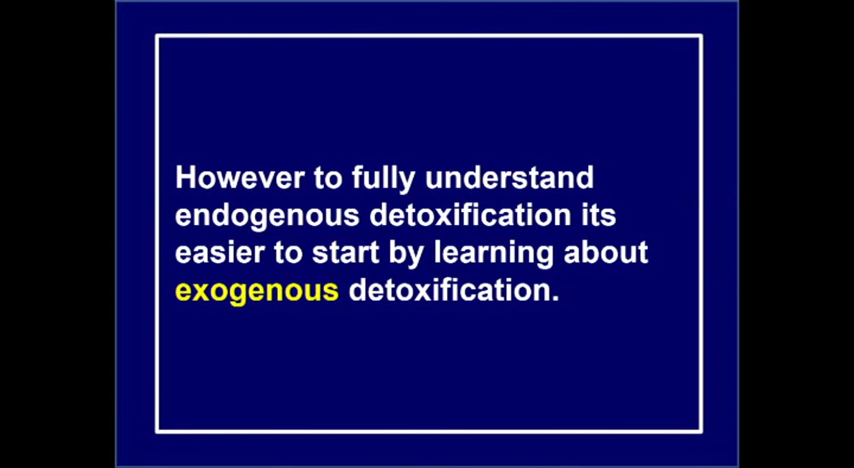 However to fully understand
endogenous detoxification its
easier to start by learning about
exogenous detoxification.